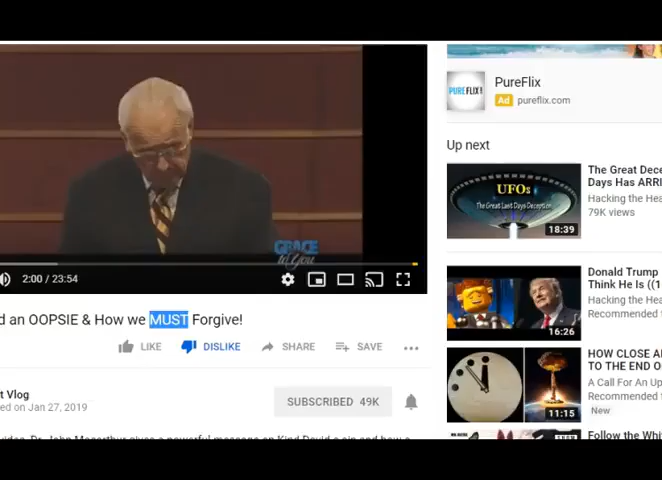 GRACE
to You
2:00 / 23:54
d an OOPSIE & How we MUST Forgive!
LIKE
DISLIKE
SHARE
SAVE
t Vlog
ed on Jan 27, 2019
SUBSCRIBED 49K
PURE FLIX!
PureFlix
Ad pureflix.com
Up next
UFOs
The Great Last Days Deception
18:39
The Great Dece
Days Has ARRI
Hacking the Hea
79K views
16:26
Donald Trump
Think He Is ((1
Hacking the Hea
Recommended f
11:15
HOW CLOSE A
TO THE END O
A Call For An Up
Recommended f
New
Follow the Whi